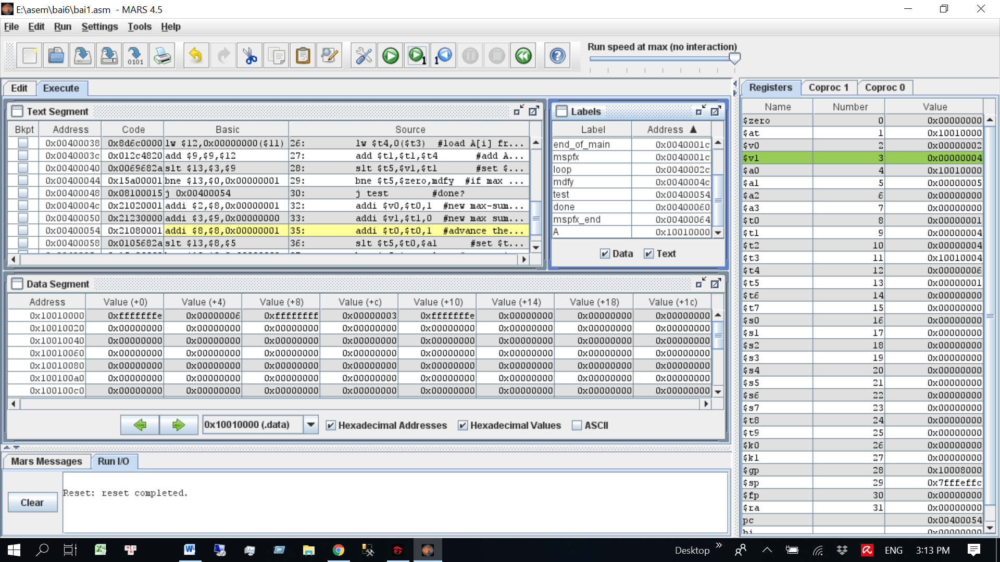 E:\asem\bai6\bai1.asm - MARS 4.5
File Edit Run Settings Tools Help
Run speed at max (no interaction)
Edit Execute
Text Segment
Bkpt Address Code Basic Source
0x00400038 0x8d6c0000 lw $12,0x00000000($11) 26: lw $t4,0($t3) #load A[i] fr...
0x0040003c 0x012c4820 add $9,$9,$12 27: add $t1,$t1,$t4 #add A...
0x00400040 0x0069682a slt $13,$3,$9 28: slt $t5,$v1,$t1 #set $...
0x00400044 0x15a00001 bne $13,$0,0x00000001 29: bne $t5,$zero,mdfy #if max ...
0x00400048 0x08100015 j 0x00400054 30: j test #done?
0x0040004c 0x21020001 addi $2,$8,0x00000001 32: addi $v0,$t0,1 #new max-sum...
0x00400050 0x21230000 addi $3,$9,0x00000000 33: addi $v1,$t1,0 #new max sum...
0x00400054 0x21080001 addi $8,$8,0x00000001 35: addi $t0,$t0,1 #advance the...
0x00400058 0x0105682a slt $13,$8,$5 36: slt $t5,$t0,$a1 #set $t...
Labels
Label Address ▲
end_of_main 0x0040001c
mspfx 0x0040001c
loop 0x0040002c
mdfy 0x0040004c
test 0x00400054
done 0x00400060
mspfx_end 0x00400064
A 0x10010000
Data Text
Data Segment
Address Value (+0) Value (+4) Value (+8) Value (+c) Value (+10) Value (+14) Value (+18) Value (+1c)
0x10010000 0xfffffffe 0x00000006 0xffffffff 0x00000003 0xfffffffe 0x00000000 0x00000000 0x00000000
0x10010020 0x00000000 0x00000000 0x00000000 0x00000000 0x00000000 0x00000000 0x00000000 0x00000000
0x10010040 0x00000000 0x00000000 0x00000000 0x00000000 0x00000000 0x00000000 0x00000000 0x00000000
0x10010060 0x00000000 0x00000000 0x00000000 0x00000000 0x00000000 0x00000000 0x00000000 0x00000000
0x10010080 0x00000000 0x00000000 0x00000000 0x00000000 0x00000000 0x00000000 0x00000000 0x00000000
0x100100a0 0x00000000 0x00000000 0x00000000 0x00000000 0x00000000 0x00000000 0x00000000 0x00000000
0x100100c0 0x00000000 0x00000000 0x00000000 0x00000000 0x00000000 0x00000000 0x00000000 0x00000000
0x10010000 (.data) Hexadecimal Addresses Hexadecimal Values ASCII
Mars Messages Run I/O
Reset: reset completed.
Clear
Registers Coproc 1 Coproc 0
Name Number Value
$zero 0 0x00000000
$at 1 0x10010000
$v0 2 0x00000002
$v1 3 0x00000004
$a0 4 0x10010000
$a1 5 0x00000005
$a2 6 0x00000000
$a3 7 0x00000000
$t0 8 0x00000001
$t1 9 0x00000004
$t2 10 0x00000004
$t3 11 0x10010004
$t4 12 0x00000006
$t5 13 0x00000001
$t6 14 0x00000000
$t7 15 0x00000000
$s0 16 0x00000000
$s1 17 0x00000000
$s2 18 0x00000000
$s3 19 0x00000000
$s4 20 0x00000000
$s5 21 0x00000000
$s6 22 0x00000000
$s7 23 0x00000000
$t8 24 0x00000000
$t9 25 0x00000000
$k0 26 0x00000000
$k1 27 0x00000000
$gp 28 0x10008000
$sp 29 0x7fffeffc
$fp 30 0x00000000
$ra 31 0x00000000
pc 0x00400054
hi 0x00000000
Desktop ENG 3:13 PM